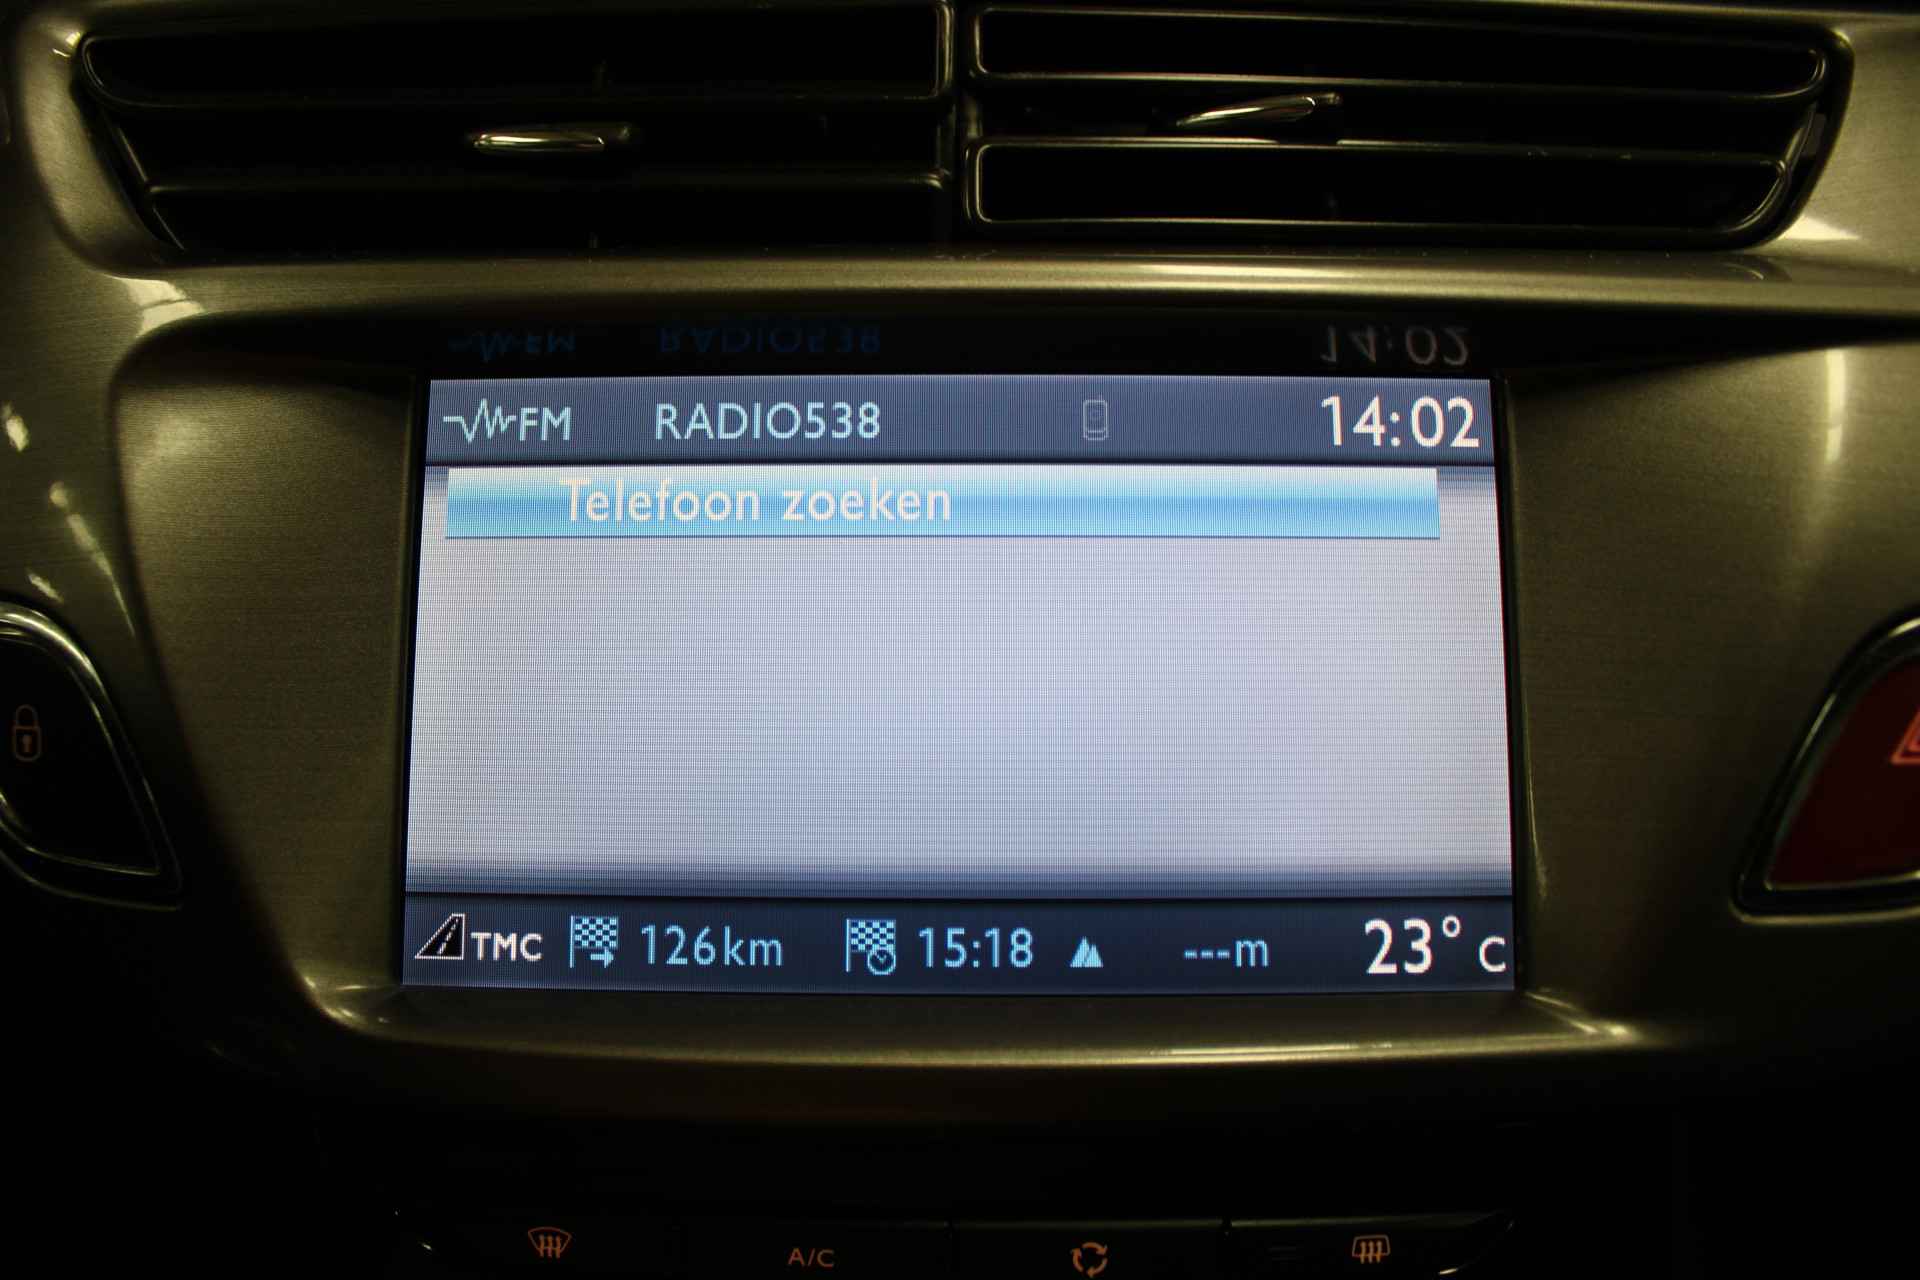 FM RADIO538 14:02
Telefoon zoeken
TMC 126km 15:18 ---m 23° C
A/C